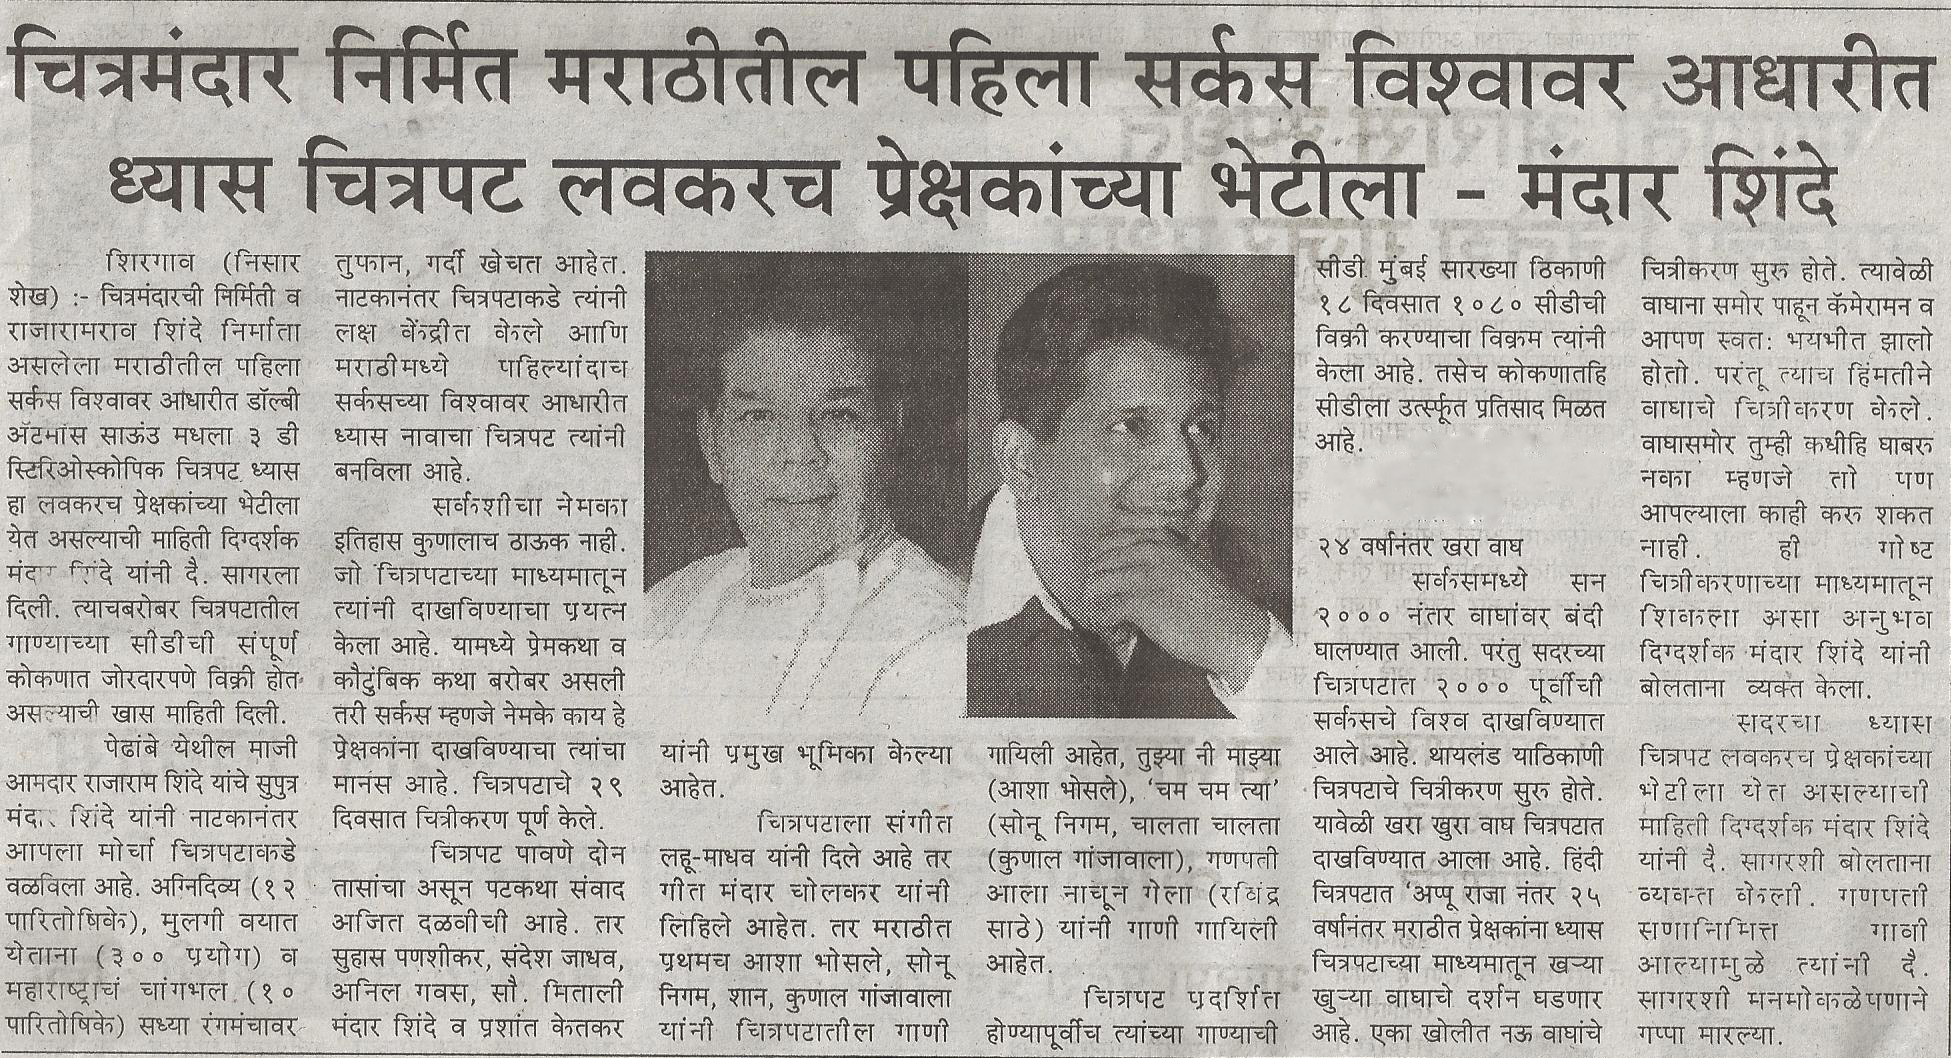 चित्रमंदार निर्मित मराठीतील पहिला सर्कस विश्वावर आधारीत
ध्यास चित्रपट लवकरच प्रेक्षकांच्या भेटीला - मंदार शिंदे
शिरगाव (निसार
शेख) :- चित्रमंदारची निर्मिती व
राजारामराव शिंदे निर्माता
असलेला मराठीतील पहिला
सर्कस विश्वावर आधारीत डॉल्बी
ॲटमॉस साऊंड मधला ३ डी
स्टिरिओस्कोपिक चित्रपट ध्यास
हा लवकरच प्रेक्षकांच्या भेटीला
येत असल्याची माहिती दिग्दर्शक
मंदार शिंदे यांनी दै. सागरला
दिली. त्याचबरोबर चित्रपटातील
गाण्याच्या सीडीची संपूर्ण
कोकणात जोरदारपणे विक्री होत
असल्याची खास माहिती दिली.
पेढांबे येथील माजी
आमदार राजाराम शिंदे यांचे सुपुत्र
मंदार शिंदे यांनी नाटकानंतर
आपला मोर्चा चित्रपटाकडे
वळविला आहे. अग्निदिव्य (१२
पारितोषिके), मुलगी वयात
येताना (३०० प्रयोग) व
महाराष्ट्राचं चांगभल (१०
पारितोषिके) सध्या रंगमंचावर
तुफान, गर्दी खेचत आहेत.
नाटकानंतर चित्रपटाकडे त्यांनी
लक्ष केंद्रीत केले आणि
मराठीमध्ये पहिल्यांदाच
सर्कसच्या विश्वावर आधारीत
ध्यास नावाचा चित्रपट त्यांनी
बनविला आहे.
सर्कशीचा नेमका
इतिहास कुणालाच ठाऊक नाही.
जो चित्रपटाच्या माध्यमातून
त्यांनी दाखविण्याचा प्रयत्न
केला आहे. यामध्ये प्रेमकथा व
कौटुंबिक कथा बरोबर असली
तरी सर्कस म्हणजे नेमके काय हे
प्रेक्षकांना दाखविण्याचा त्यांचा
मानस आहे. चित्रपटाचे २९
दिवसात चित्रीकरण पूर्ण केले.
चित्रपट पावणे दोन
तासांचा असून पटकथा संवाद
अजित दळवीची आहे. तर
सुहास पणशीकर, संदेश जाधव,
अनिल गवस, सौ. मिताली
मंदार शिंदे व प्रशांत केतकर
यांनी प्रमुख भूमिका केल्या
आहेत.
चित्रपटाला संगीत
लहू-माधव यांनी दिले आहे तर
गीत मंदार चोलकर यांनी
लिहिले आहेत. तर मराठीत
प्रथमच आशा भोसले, सोनू
निगम, शान, कुणाल गांजावाला
यांनी चित्रपटातील गाणी
गायिली आहेत, तुझ्या नी माझ्या
(आशा भोसले), 'चम चम त्या'
(सोनू निगम, चालता चालता
(कुणाल गांजावाला), गणपती
आला नाचून गेला (रविंद्र
साठे) यांनी गाणी गायिली
आहेत.
चित्रपट प्रदर्शित
होण्यापूर्वीच त्यांच्या गाण्याची
सीडी मुंबई सारख्या ठिकाणी
१८ दिवसात १०८० सीडीची
विक्री करण्याचा विक्रम त्यांनी
केला आहे. तसेच कोकणातहि
सीडीला उत्स्फूत प्रतिसाद मिळत
आहे.
२४ वर्षानंतर खरा वाघ
सर्कसमध्ये सन
२००० नंतर वाघांवर बंदी
घालण्यात आली. परंतु सदरच्या
चित्रपटात २००० पूर्वीची
सर्कसचे विश्व दाखविण्यात
आले आहे. थायलंड याठिकाणी
चित्रपटाचे चित्रीकरण सुरु होते.
यावेळी खरा खुरा वाघ चित्रपटात
दाखविण्यात आला आहे. हिंदी
चित्रपटात 'अप्पू राजा नंतर २५
वर्षानंतर मराठीत प्रेक्षकांना ध्यास
चित्रपटाच्या माध्यमातून खऱ्या
खुऱ्या वाघाचे दर्शन घडणार
आहे. एका खोलीत नऊ वाघांचे
चित्रीकरण सुरु होते. त्यावेळी
वाघाना समोर पाहून कॅमेरामन व
आपण स्वत: भयभीत झालो
होतो. परंतू त्याच हिंमतीने
वाघाचे चित्रीकरण केले.
वाघासमोर तुम्ही कधीहि घाबरु
नका म्हणजे तो पण
आपल्याला काही करु शकत
नाही. ही गोष्ट
चित्रीकरणाच्या माध्यमातून
शिकला असा अनुभव
दिग्दर्शक मंदार शिंदे यांनी
बोलताना व्यक्त केला.
सदरचा ध्यास
चित्रपट लवकरच प्रेक्षकांच्या
भेटीला येत असल्याची
माहिती दिग्दर्शक मंदार शिंदे
यांनी दै. सागरशी बोलताना
व्यक्त केली. गणपती
सणानिमित्त गावी
आल्यामुळे त्यांनी दै.
सागरशी मनमोकळेपणाने
गप्पा मारल्या.